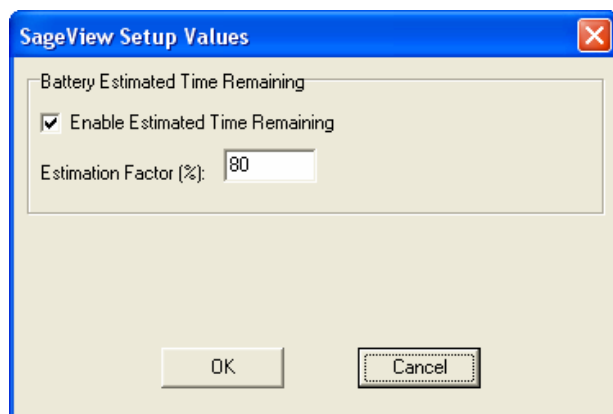 SageView Setup Values
Battery Estimated Time Remaining
Enable Estimated Time Remaining
Estimation Factor (%): 80
OK Cancel